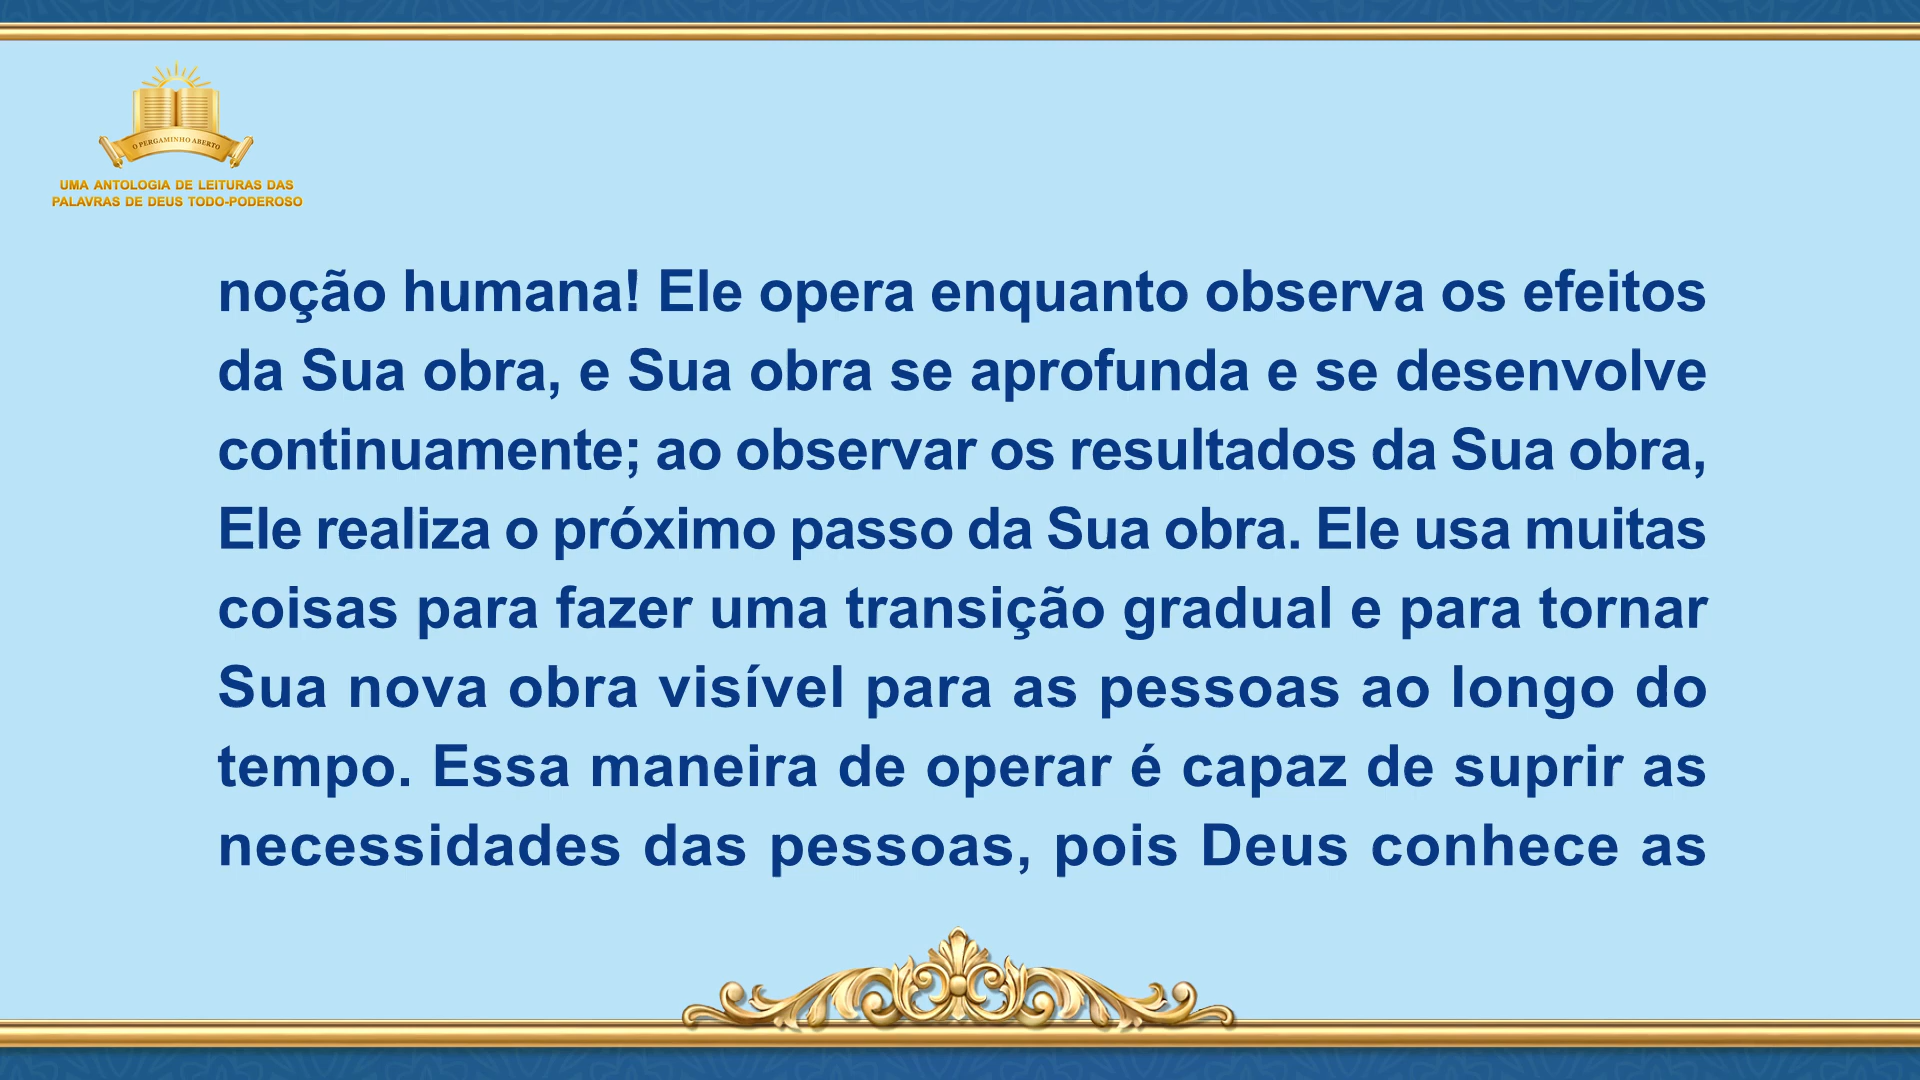 O PERGAMINHO ABERTO
UMA ANTOLOGIA DE LEITURAS DAS
PALAVRAS DE DEUS TODO-PODEROSO
noção humana! Ele opera enquanto observa os efeitos
da Sua obra, e Sua obra se aprofunda e se desenvolve
continuamente; ao observar os resultados da Sua obra,
Ele realiza o próximo passo da Sua obra. Ele usa muitas
coisas para fazer uma transição gradual e para tornar
Sua nova obra visível para as pessoas ao longo do
tempo. Essa maneira de operar é capaz de suprir as
necessidades das pessoas, pois Deus conhece as